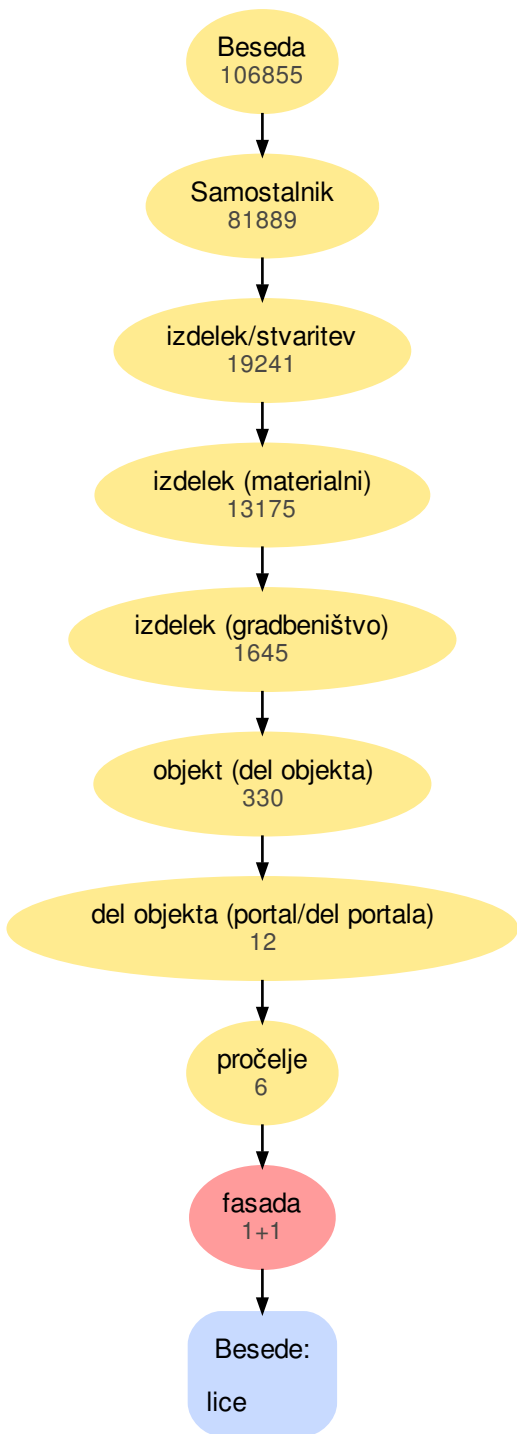 Beseda
106855
Samostalnik
81889
izdelek/stvaritev
19241
izdelek (materialni)
13175
izdelek (gradbeništvo)
1645
objekt (del objekta)
330
del objekta (portal/del portala)
12
pročelje
6
fasada
1+1
Besede:
lice